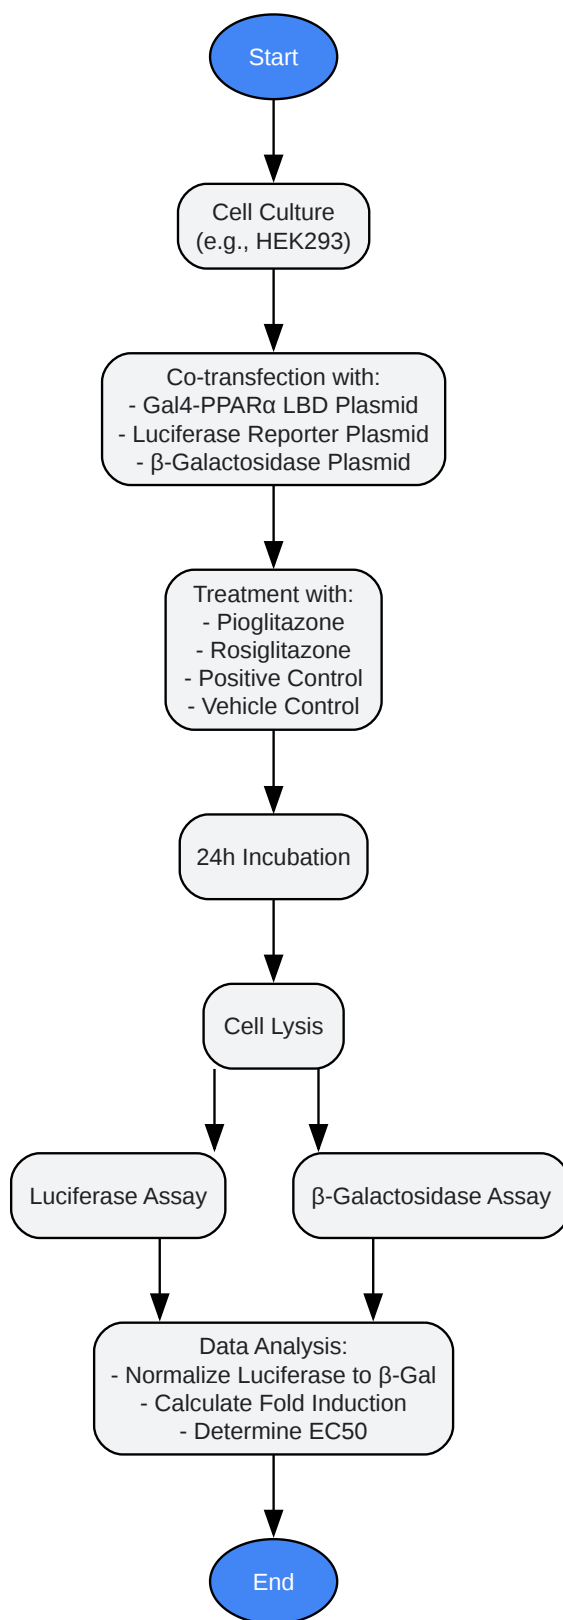 Start
Cell Culture
(e.g., HEK293)
Co-transfection with:
- Gal4-PPARα LBD Plasmid
- Luciferase Reporter Plasmid
- β-Galactosidase Plasmid
Treatment with:
- Pioglitazone
- Rosiglitazone
- Positive Control
- Vehicle Control
24h Incubation
Cell Lysis
Luciferase Assay
β-Galactosidase Assay
Data Analysis:
- Normalize Luciferase to β-Gal
- Calculate Fold Induction
- Determine EC50
End